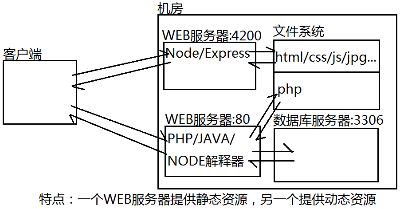 机房
客户端
WEB服务器:4200
Node/Express
文件系统
html/css/js/jpg...
php
WEB服务器:80
PHP/JAVA/
NODE解释器
数据库服务器:3306
特点：一个WEB服务器提供静态资源，另一个提供动态资源